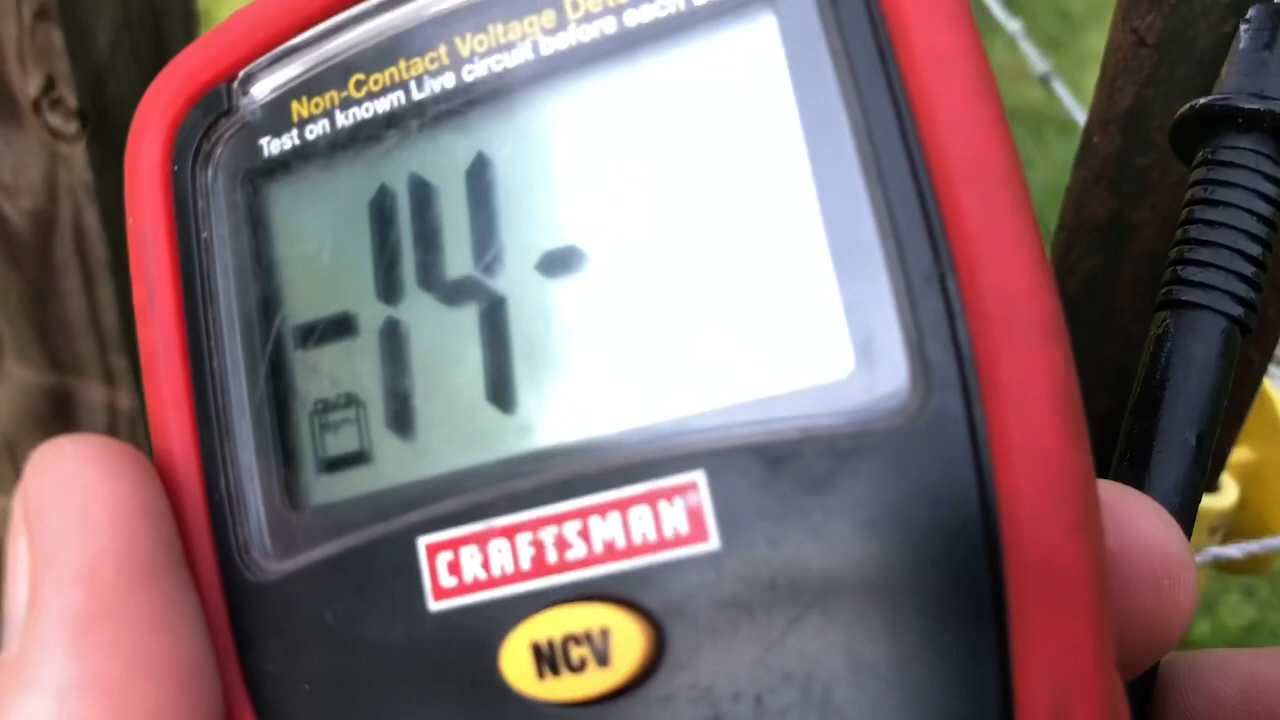 Non-Contact Voltage
Test on known Live circuit before each
-14
CRAFTSMAN
NCV